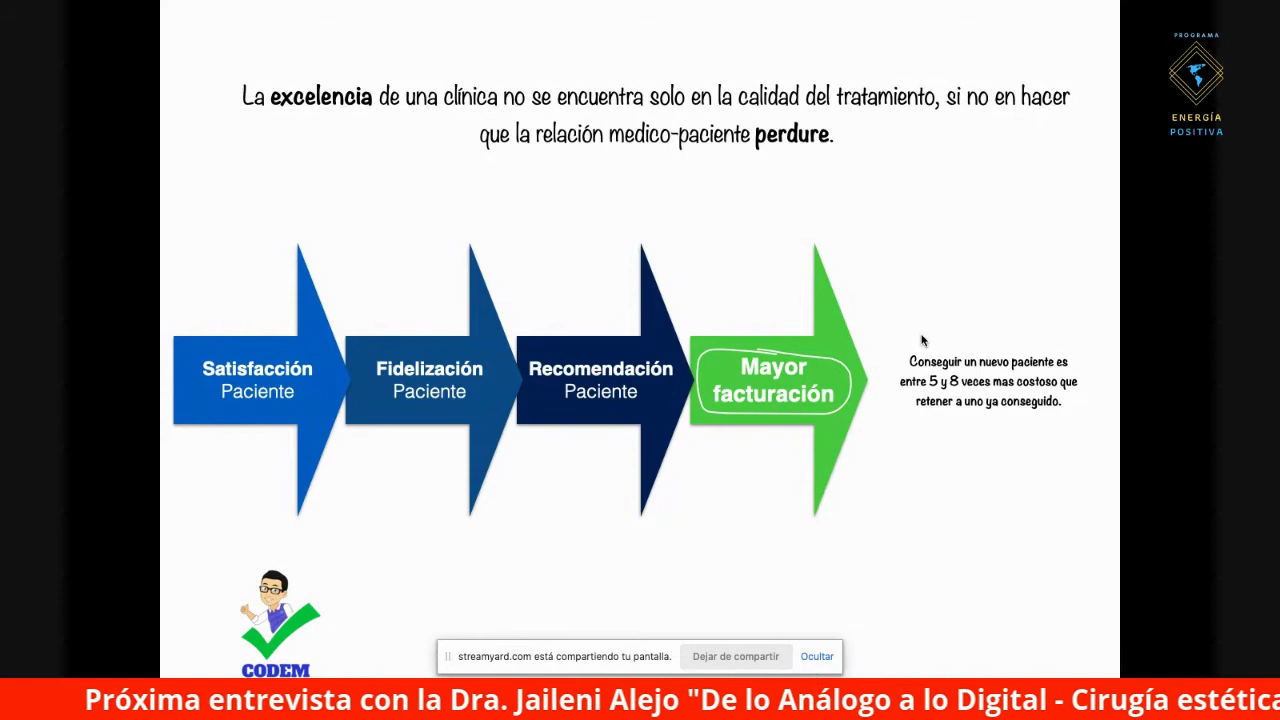 PROGRAMA
ENERGÍA
POSITIVA
La excelencia de una clínica no se encuentra solo en la calidad del tratamiento, si no en hacer
que la relación medico-paciente perdure.
Satisfacción
Paciente
Fidelización
Paciente
Recomendación
Paciente
Mayor
facturación
Conseguir un nuevo paciente es
entre 5 y 8 veces mas costoso que
retener a uno ya conseguido.
CODEM
streamyard.com está compartiendo tu pantalla.
Dejar de compartir
Ocultar
Próxima entrevista con la Dra. Jaileni Alejo "De lo Análogo a lo Digital - Cirugía estética